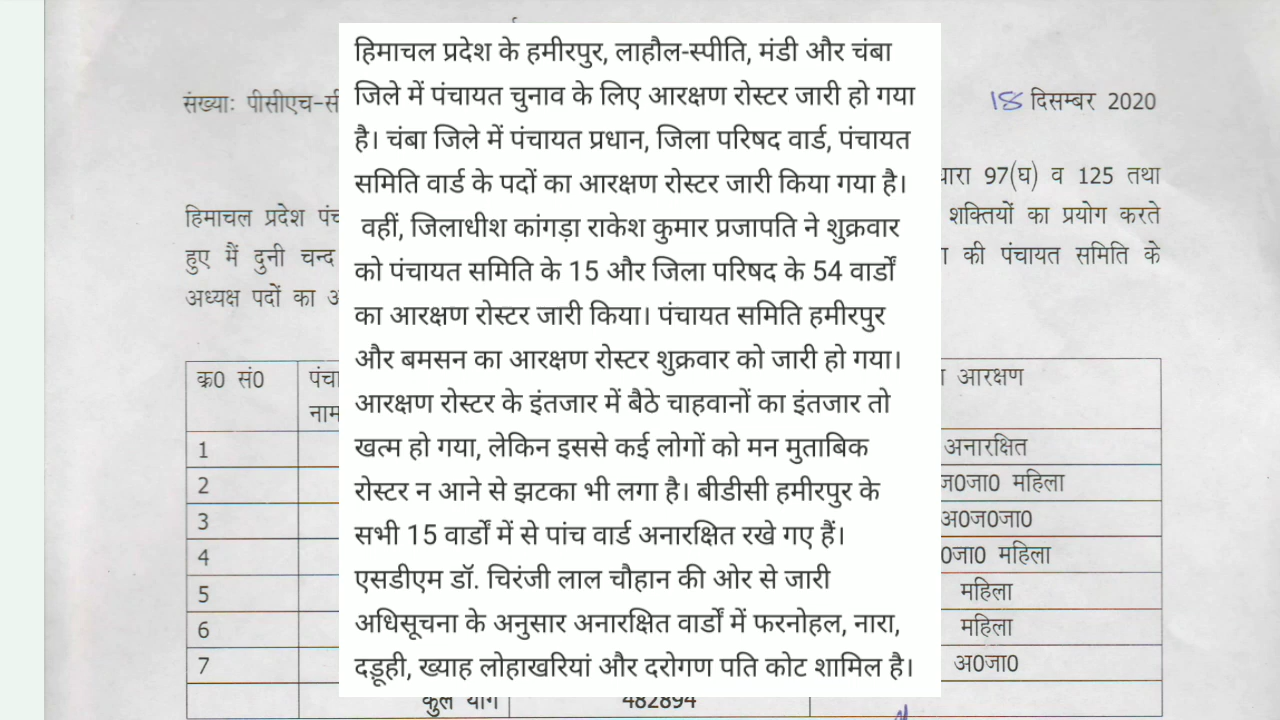 हिमाचल प्रदेश के हमीरपुर, लाहौल-स्पीति, मंडी और चंबा
जिले में पंचायत चुनाव के लिए आरक्षण रोस्टर जारी हो गया
है। चंबा जिले में पंचायत प्रधान, जिला परिषद वार्ड, पंचायत
समिति वार्ड के पदों का आरक्षण रोस्टर जारी किया गया है।
वहीं, जिलाधीश कांगड़ा राकेश कुमार प्रजापति ने शुक्रवार
को पंचायत समिति के 15 और जिला परिषद के 54 वार्डों
का आरक्षण रोस्टर जारी किया। पंचायत समिति हमीरपुर
और बमसन का आरक्षण रोस्टर शुक्रवार को जारी हो गया।
आरक्षण रोस्टर के इंतजार में बैठे चाहवानों का इंतजार तो
खत्म हो गया, लेकिन इससे कई लोगों को मन मुताबिक
रोस्टर न आने से झटका भी लगा है। बीडीसी हमीरपुर के
सभी 15 वार्डों में से पांच वार्ड अनारक्षित रखे गए हैं।
एसडीएम डॉ. चिरंजी लाल चौहान की ओर से जारी
अधिसूचना के अनुसार अनारक्षित वार्डों में फरनोहल, नारा,
दड़ूही, ख्याह लोहाखरियां और दरोगण पति कोट शामिल है।
संख्याः पीसीएच-सी
18 दिसम्बर 2020
97(घ) व 125 तथा
हिमाचल प्रदेश
शक्तियों का प्रयोग करते
हुए मैं दुनी चन्द
की पंचायत समिति के
अध्यक्ष पदों का
क्र0 सं0
आरक्षण
1 अनारक्षित
2 महिला
3 अ0ज0जा0
4 महिला
5 महिला
6 महिला
7 अ0जा0
कुल योग 482894